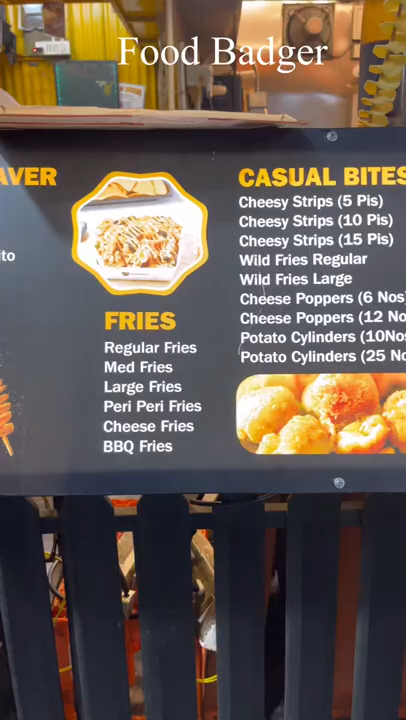 Food Badger
AVER
ito
FRIES
Regular Fries
Med Fries
Large Fries
Peri Peri Fries
Cheese Fries
BBQ Fries
CASUAL BITES
Cheesy Strips (5 Pis)
Cheesy Strips (10 Pis)
Cheesy Strips (15 Pis)
Wild Fries Regular
Wild Fries Large
Cheese Poppers (6 Nos)
Cheese Poppers (12 No
Potato Cylinders (10Nos
Potato Cylinders (25 No